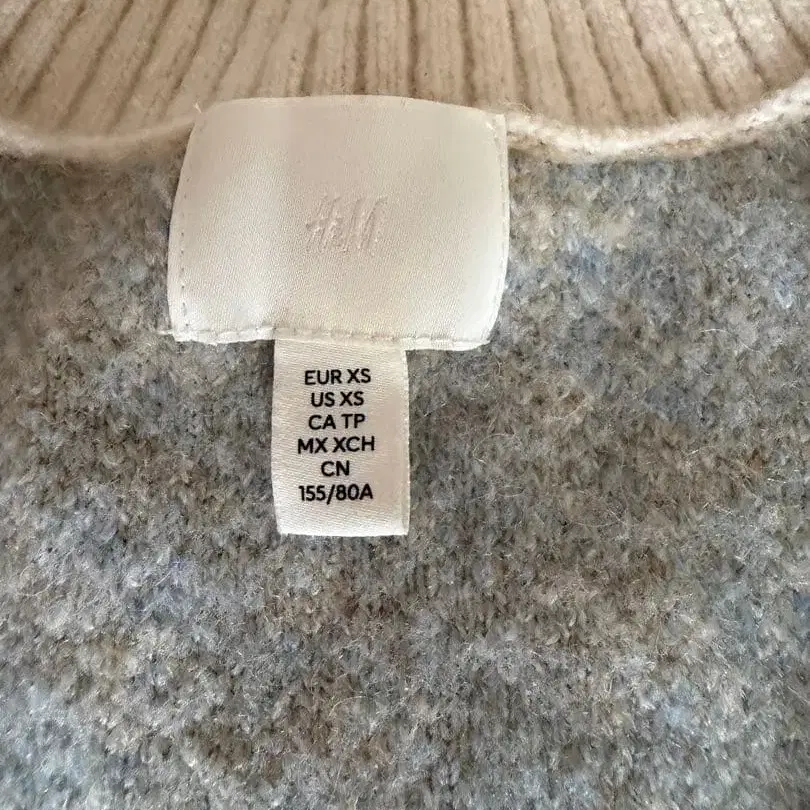 H&M
EUR XS
US XS
CA TP
MX XCH
CN
155/80A